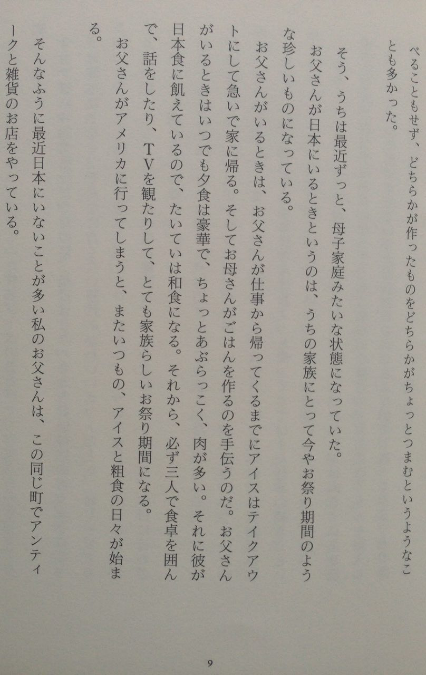 べることもせず、どちらかが作ったものをどちらかがちょっとつまむというようなこ
とも多かった。
そう、うちは最近ずっと、母子家庭みたいな状態になっていた。
お父さんが日本にいるときというのは、うちの家族にとって今やお祭り期間のよう
な珍しいものになっている。
お父さんがいるときは、お父さんが仕事から帰ってくるまでにアイスはテイクアウ
トにして急いで家に帰る。そしてお母さんがごはんを作るのを手伝うのだ。お父さん
がいるときはいつでも夕食は豪華で、ちょっとあぶらっこく、肉が多い。それに彼が
日本食に飢えているので、たいていは和食になる。それから、必ず三人で食卓を囲ん
で、話をしたり、TVを観たりして、とても家族らしいお祭り期間になる。
お父さんがアメリカに行ってしまうと、またいつもの、アイスと粗食の日々が始ま
る。
そんなふうに最近日本にいないことが多い私のお父さんは、この同じ町でアンティ
ークと雑貨のお店をやっている。
9